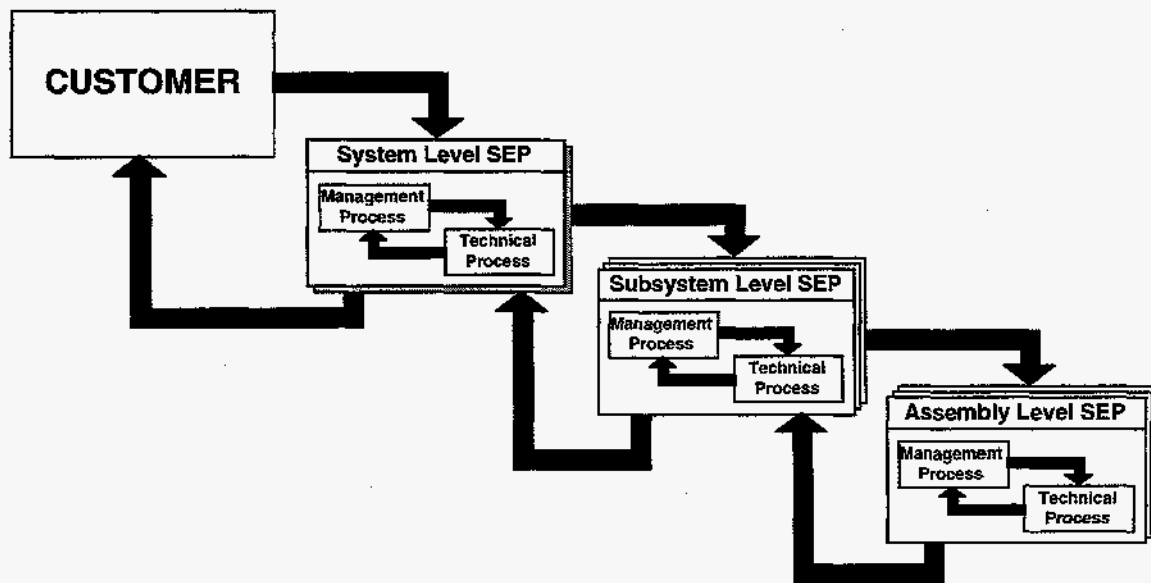 CUSTOMER
System Level SEP
Management
Process
Technical
Process
Subsystem Level SEP
Management
Process
Technical
Process
Assembly Level SEP
Management
Process
Technical
Process